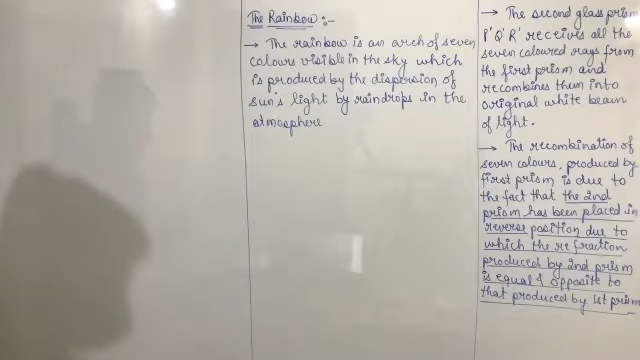 The Rainbow :-
→ The rainbow is an arch of seven
colours visible in the sky which
is produced by the dispersion of
sun's light by raindrops in the
atmosphere
→ The second glass prism
P'Q'R' receives all the
seven coloured rays from
the first prism and
recombines them into
original white beam
of light.
→ The recombination of
seven colours, produced by
first prism is due to
the fact that the 2nd
prism has been placed in
reverse position due to
which the refraction
produced by 2nd prism
is equal & opposite to
that produced by 1st prism